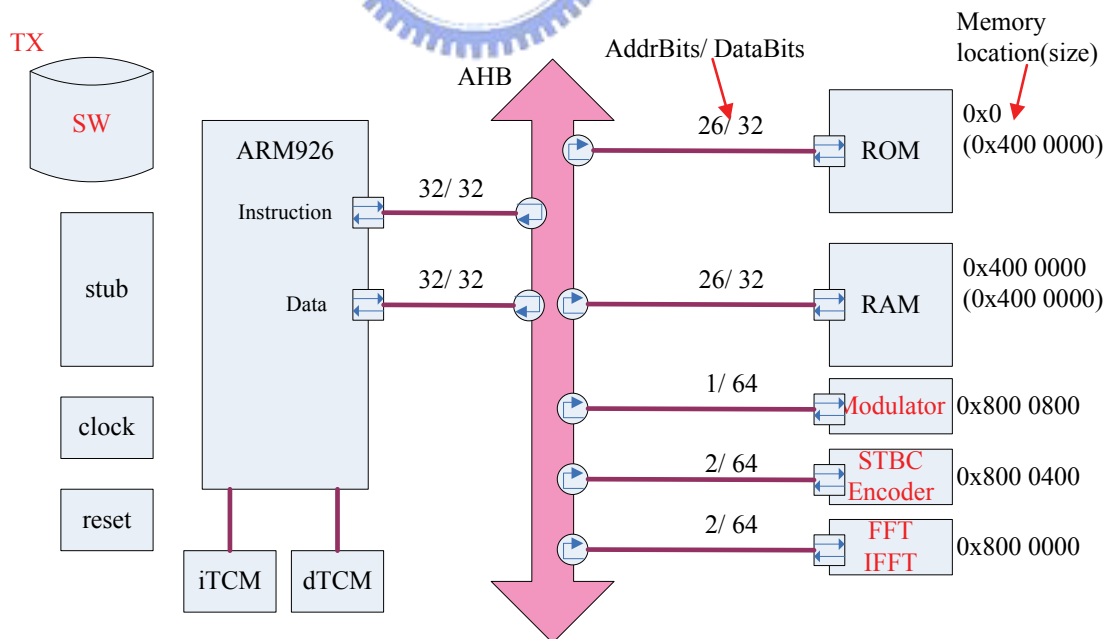 TX
SW
stub
clock
reset
ARM926
Instruction
Data
iTCM
dTCM
32/ 32
32/ 32
AHB
AddrBits/ DataBits
Memory
location(size)
26/ 32
ROM
0x0
(0x400 0000)
26/ 32
RAM
0x400 0000
(0x400 0000)
1/ 64
Modulator
0x800 0800
2/ 64
STBC
Encoder
0x800 0400
2/ 64
FFT
IFFT
0x800 0000